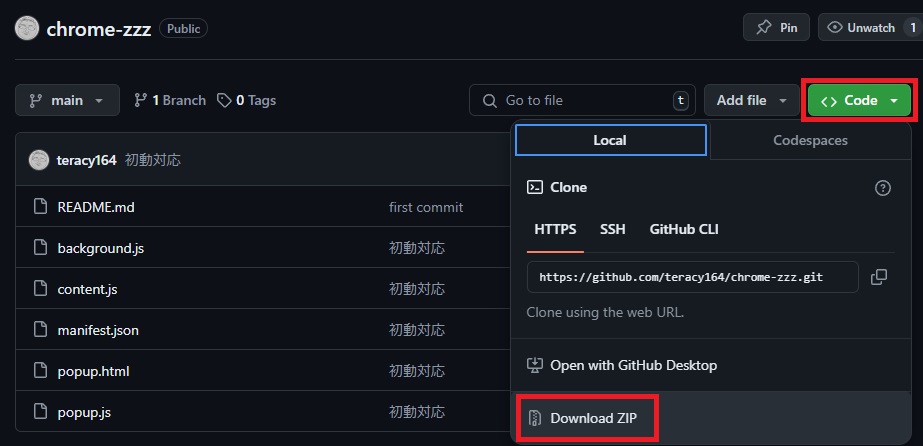 chrome-zzz Public Pin Unwatch 1
main 1 Branch 0 Tags Go to file t Add file <> Code
teracy164 初動対応
README.md first commit
background.js 初動対応
content.js 初動対応
manifest.json 初動対応
popup.html 初動対応
popup.js 初動対応
Local Codespaces
Clone
HTTPS SSH GitHub CLI
https://github.com/teracy164/chrome-zzz.git
Clone using the web URL.
Open with GitHub Desktop
Download ZIP